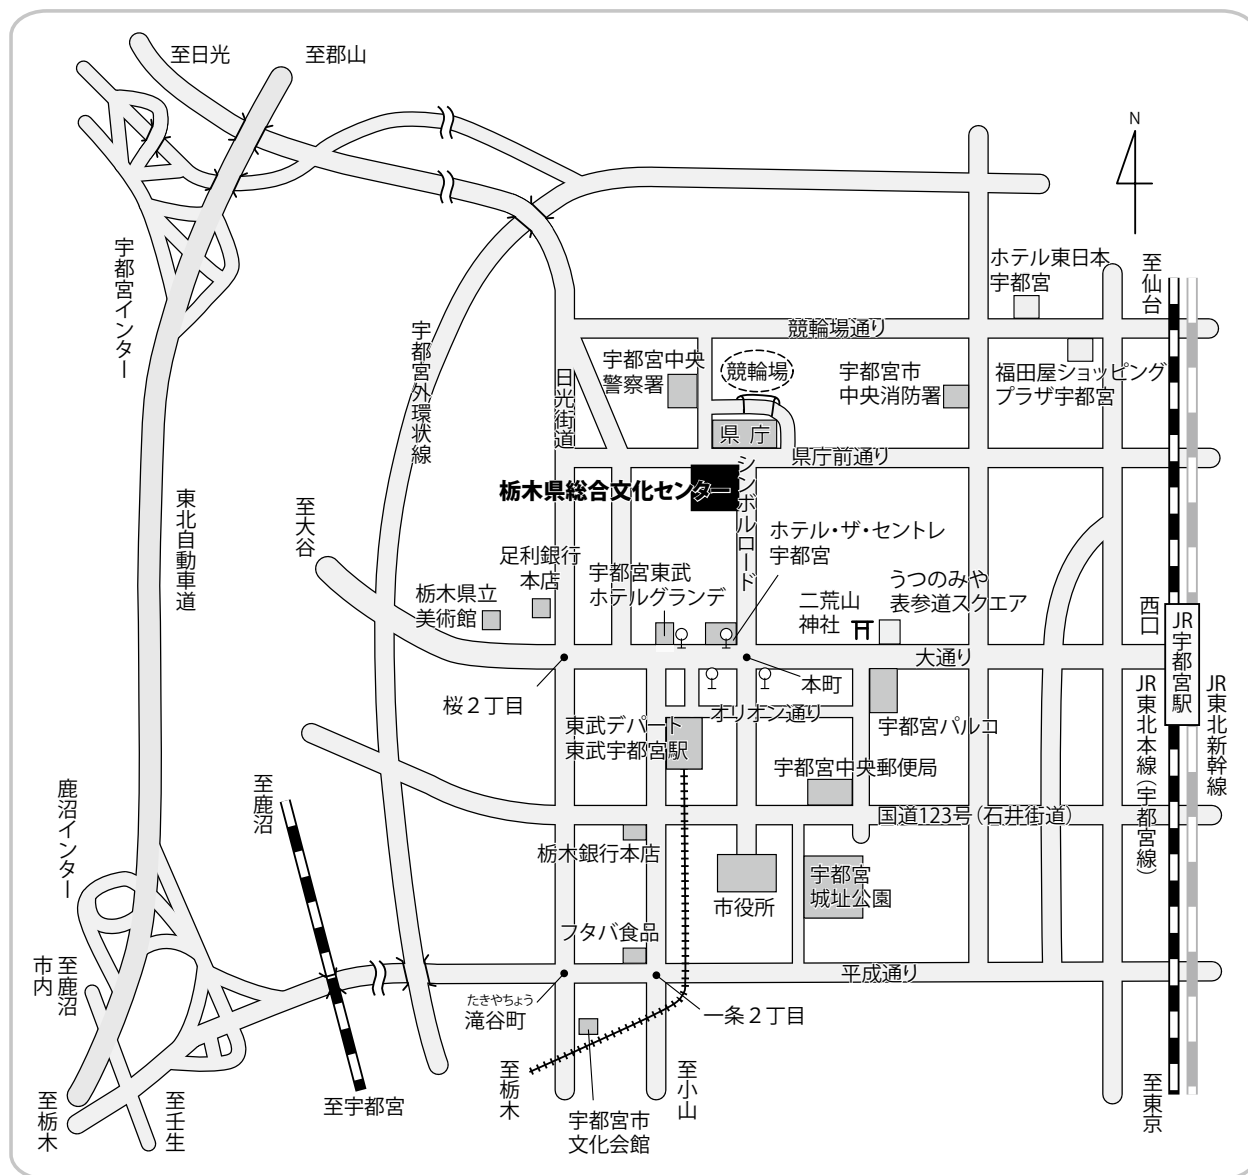 至日光
至郡山
N
宇都宮インター
宇都宮外環状線
日光街道
宇都宮中央
警察署
競輪場通り
競輪場
ホテル東日本
宇都宮
至仙台
宇都宮市
中央消防署
福田屋ショッピング
プラザ宇都宮
県庁
県庁前通り
栃木県総合文化センター
シンボルロード
東北自動車道
至大谷
足利銀行
本店
栃木県立
美術館
宇都宮東武
ホテルグランデ
ホテル・ザ・セントレ
宇都宮
二荒山
神社
うつのみや
表参道スクエア
西口
JR宇都宮駅
大通り
桜2丁目
本町
オリオン通り
東武デパート
東武宇都宮駅
宇都宮パルコ
JR東北本線(宇都宮線)
JR東北新幹線
宇都宮中央郵便局
国道123号(石井街道)
至鹿沼
鹿沼インター
栃木銀行本店
市役所
宇都宮
城址公園
フタバ食品
平成通り
至鹿沼
市内
たきやちょう
滝谷町
一条2丁目
至栃木
至壬生
至宇都宮
至栃木
宇都宮市
文化会館
至小山
至東京